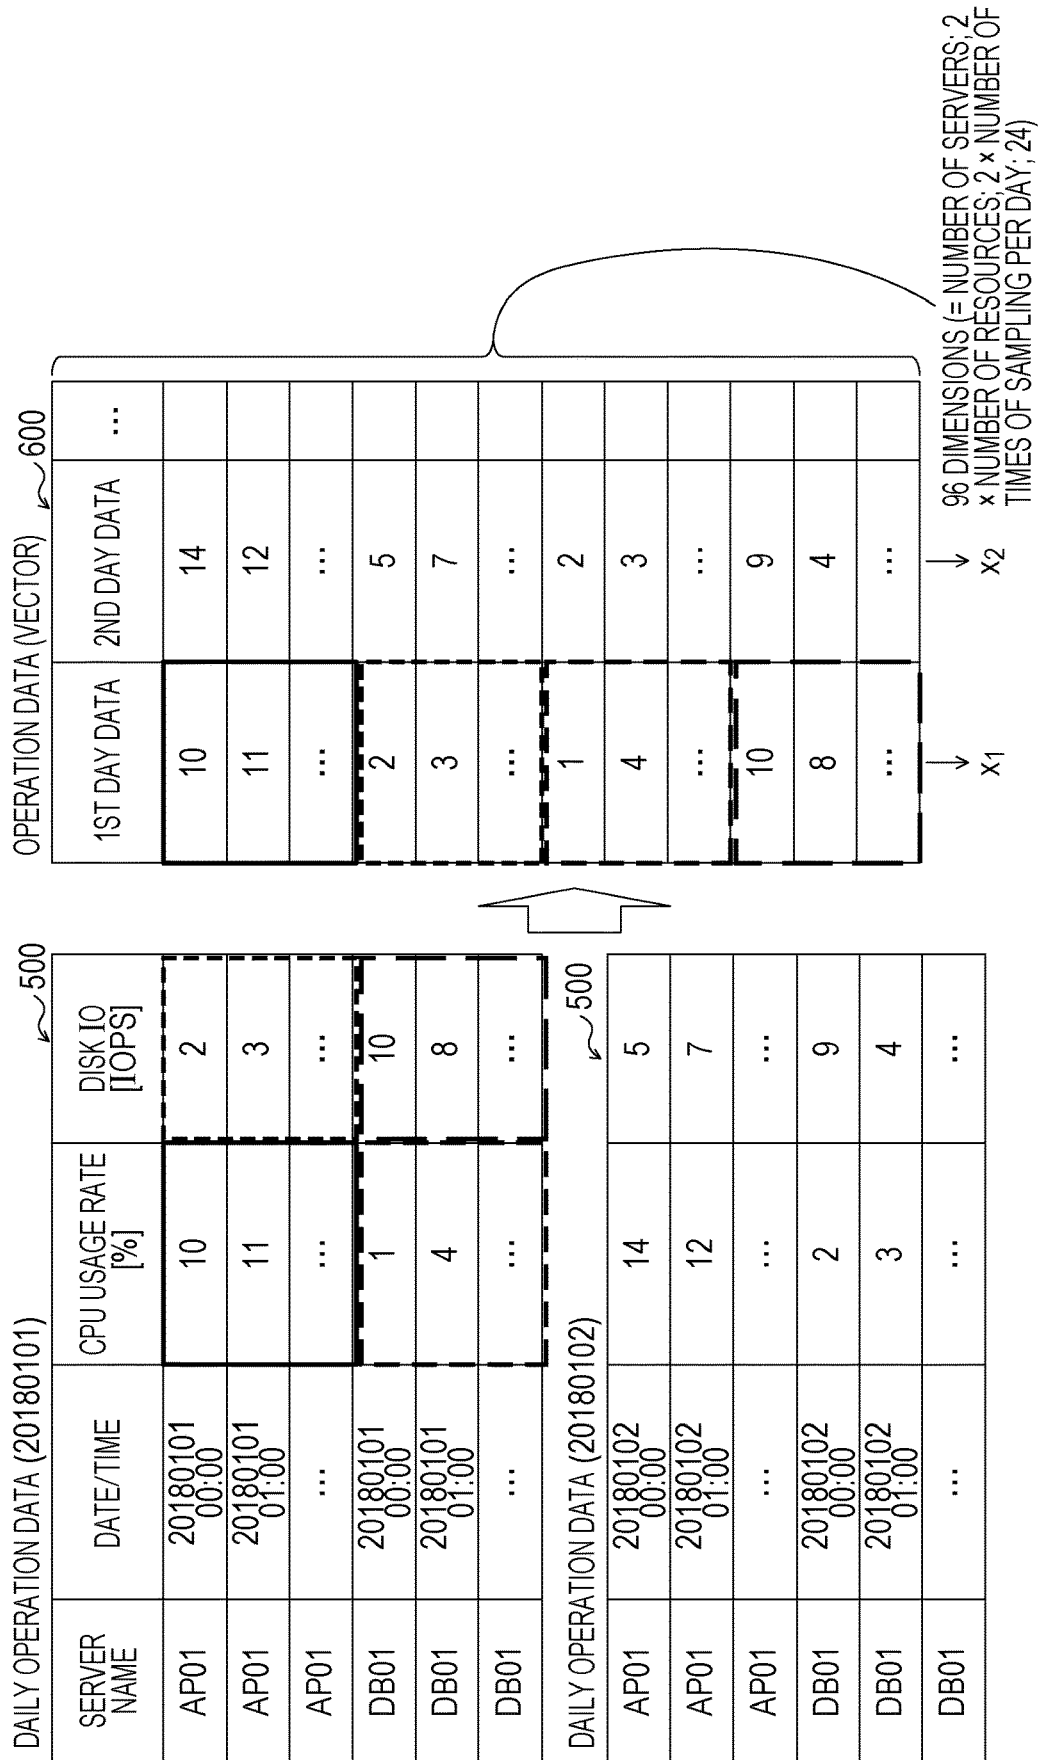 DAILY OPERATION DATA (20180101)
500
SERVER NAME DATE/TIME CPU USAGE RATE [%] DISK IO [IOPS]
AP01 20180101 00:00 10 2
AP01 20180101 01:00 11 3
AP01 ... ... ...
DB01 20180101 00:00 1 10
DB01 20180101 01:00 4 8
DB01 ... ... ...
DAILY OPERATION DATA (20180102)
500
AP01 20180102 00:00 14 5
AP01 20180102 01:00 12 7
AP01 ... ... ...
DB01 20180102 00:00 2 9
DB01 20180102 01:00 3 4
DB01 ... ... ...
OPERATION DATA (VECTOR)
600
1ST DAY DATA 2ND DAY DATA ...
10 14
11 12
... ...
2 5
3 7
... ...
1 2
4 3
... ...
10 9
8 4
... ...
x1 x2
96 DIMENSIONS (= NUMBER OF SERVERS; 2
× NUMBER OF RESOURCES; 2 × NUMBER OF
TIMES OF SAMPLING PER DAY; 24)